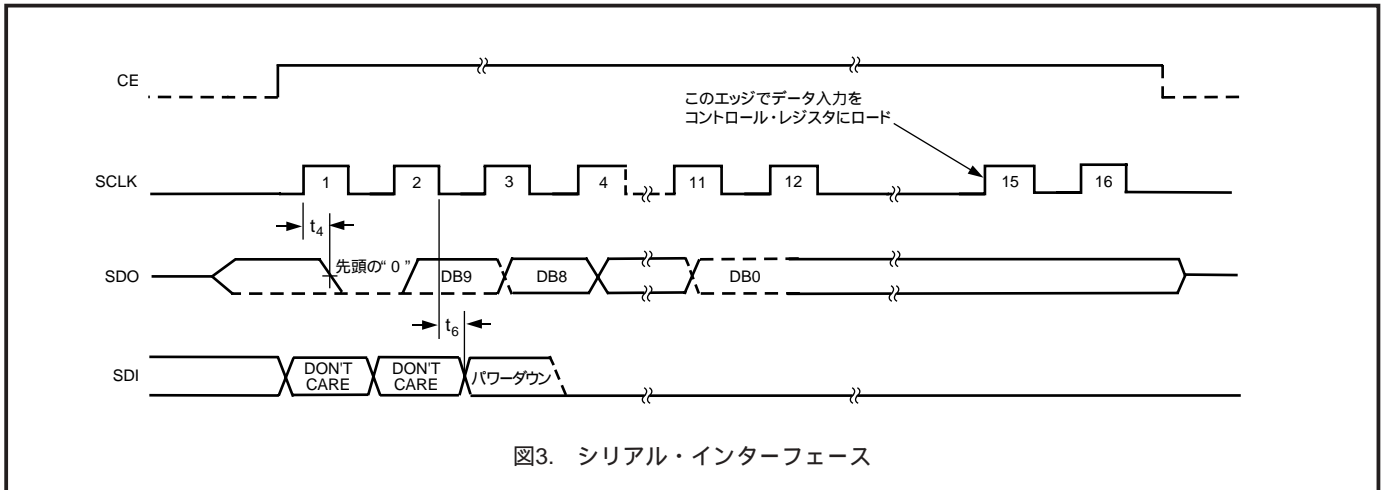 CE
このエッジでデータ入力を
コントロール・レジスタにロード
SCLK
1
2
3
4
11
12
15
16
t4
SDO
先頭の“0”
DB9
DB8
DB0
t6
SDI
DON'T
CARE
DON'T
CARE
パワーダウン
図3. シリアル・インターフェース